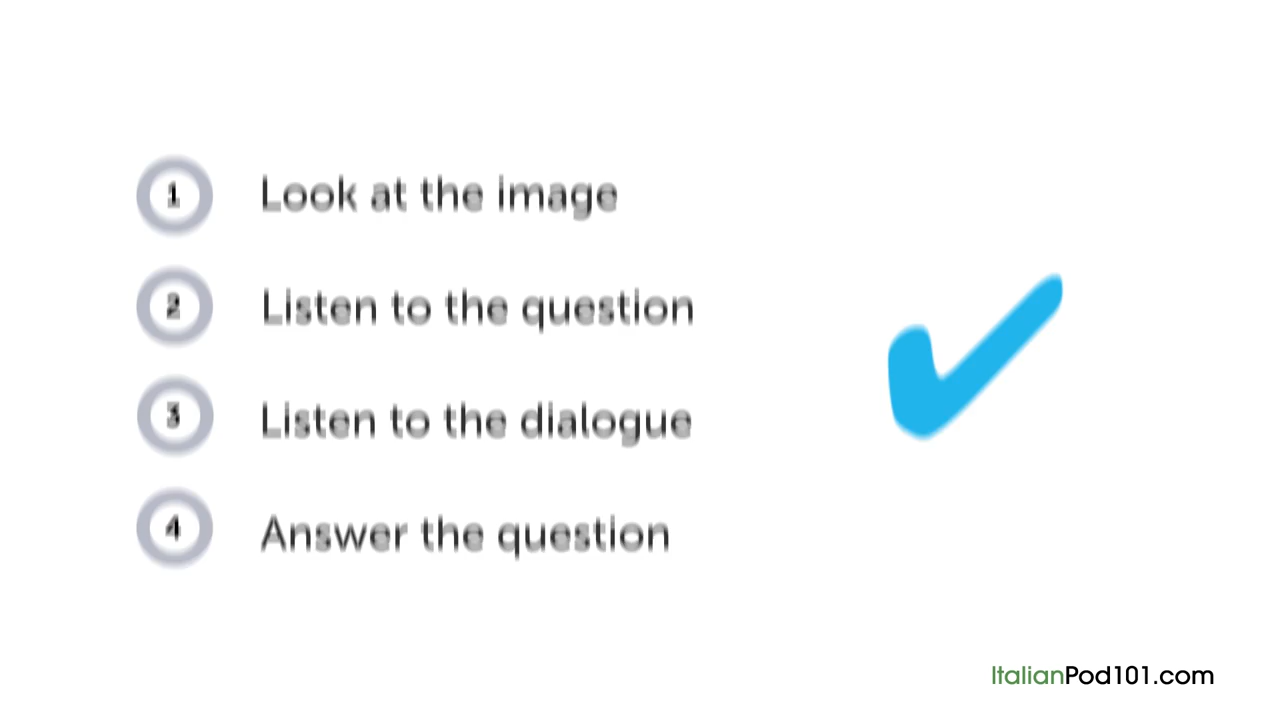 1 Look at the image
2 Listen to the question
3 Listen to the dialogue
4 Answer the question
ItalianPod101.com